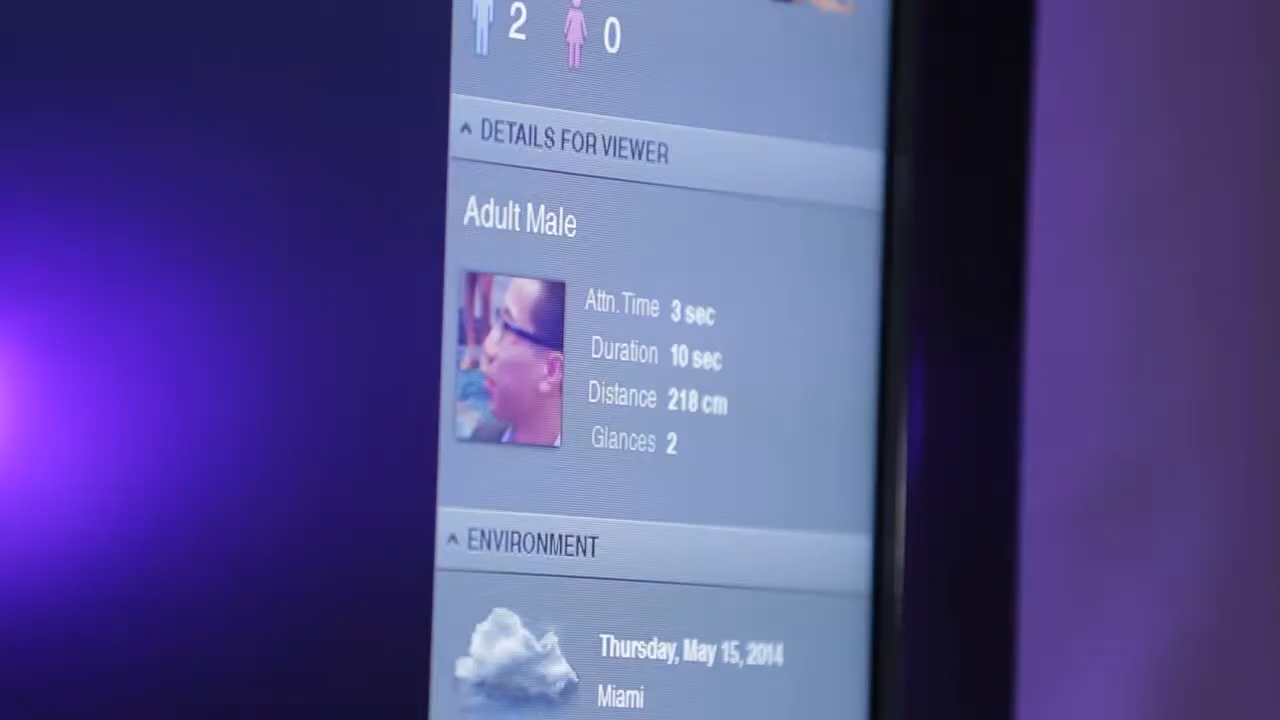 2 0
DETAILS FOR VIEWER
Adult Male
Attn. Time 3 sec
Duration 10 sec
Distance 218 cm
Glances 2
ENVIRONMENT
Thursday, May 15, 2014
Miami